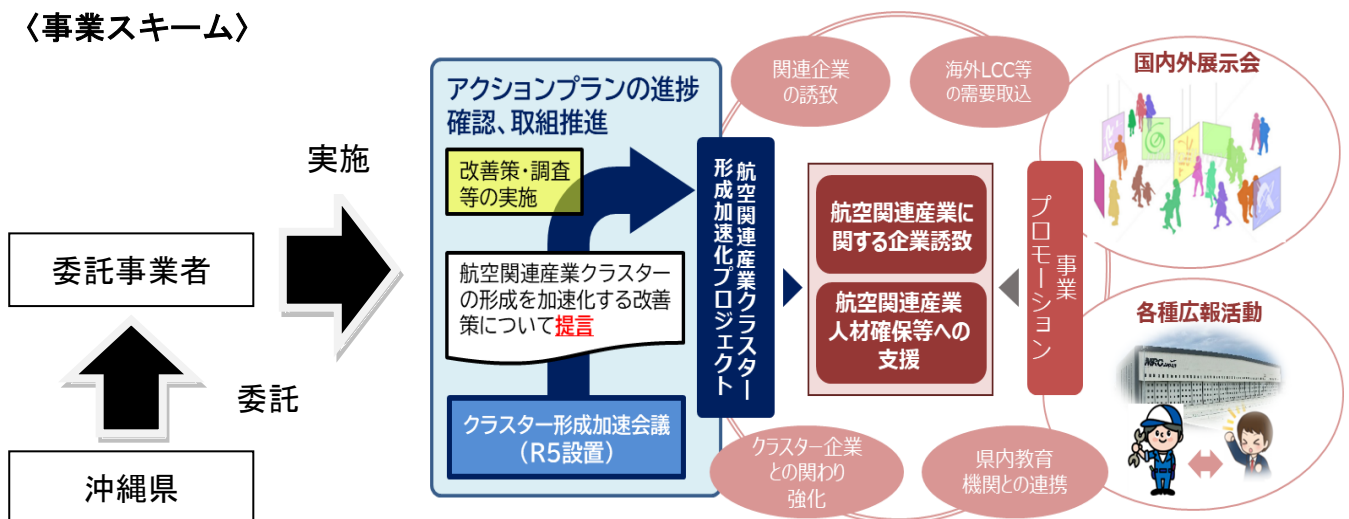 〈事業スキーム〉
実施
委託事業者
委託
沖縄県
アクションプランの進捗
確認、取組推進
改善策・調査
等の実施
航空関連産業クラスター
の形成を加速化する改善
策について提言
クラスター形成加速会議
（R5設置）
航空関連産業クラスター
形成加速化プロジェクト
関連企業
の誘致
海外LCC等
の需要取込
航空関連産業に
関する企業誘致
航空関連産業
人材確保等への
支援
クラスター企業
との関わり
強化
県内教育
機関との連携
事業
プロモーション
国内外展示会
各種広報活動
MRO JAPAN